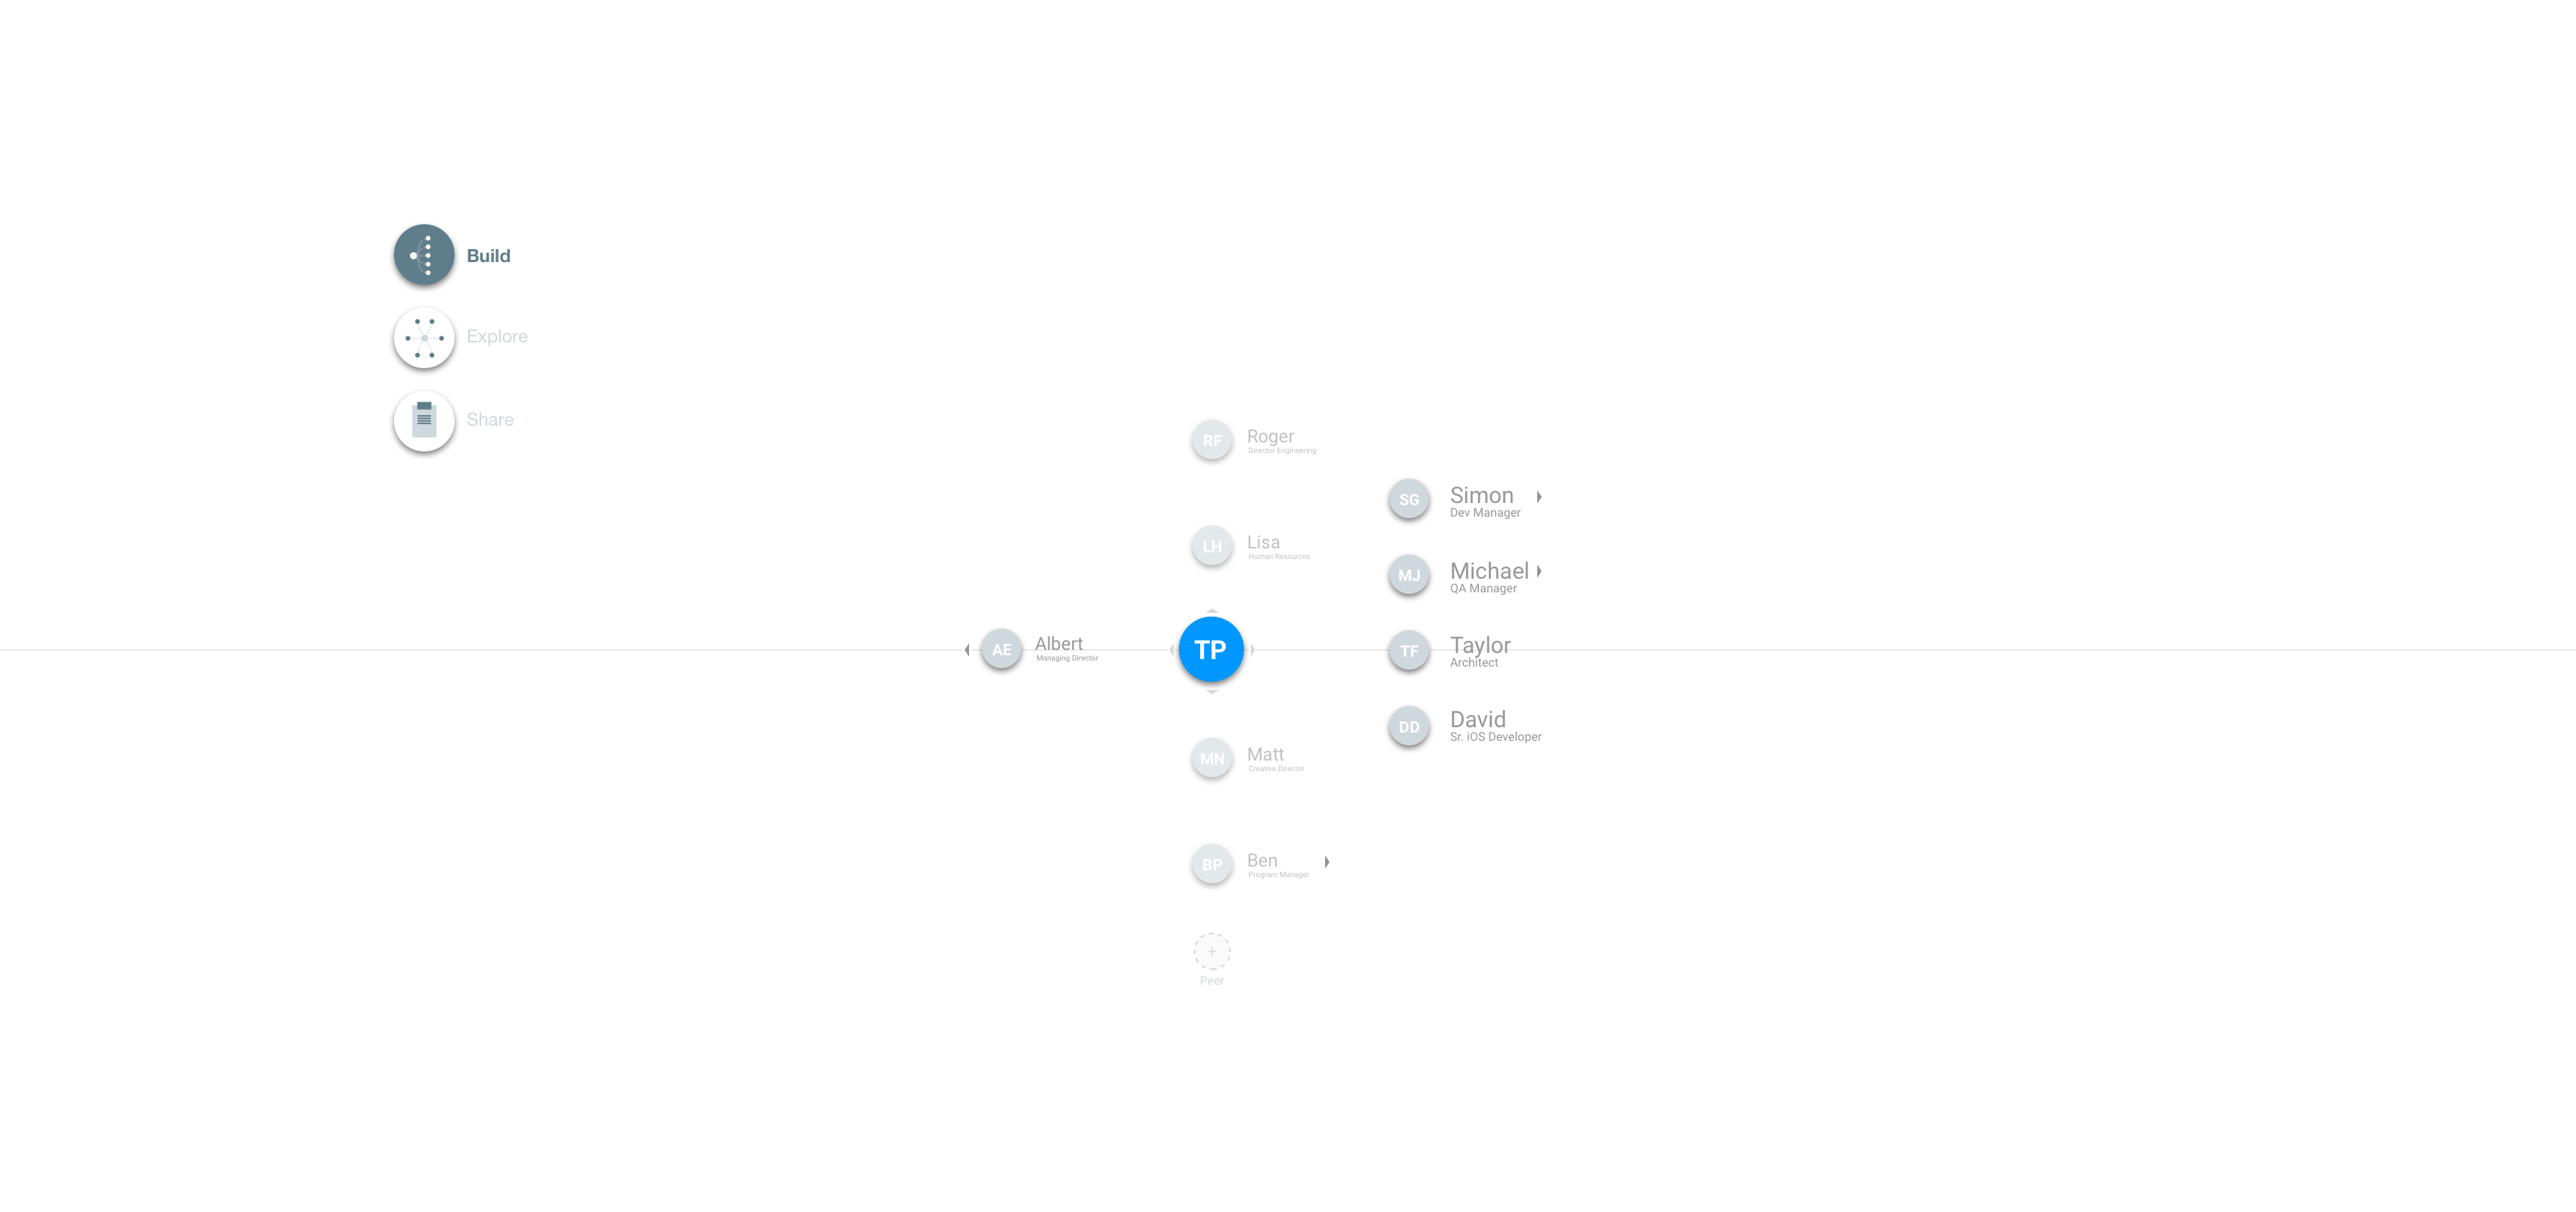 Build
Explore
Share
RF
Roger
Director Engineering
SG
Simon
Dev Manager
LH
Lisa
Human Resources
MJ
Michael
QA Manager
AE
Albert
Managing Director
TP
TF
Taylor
Architect
DD
David
Sr. iOS Developer
MN
Matt
Creative Director
BP
Ben
Program Manager
+
Peer